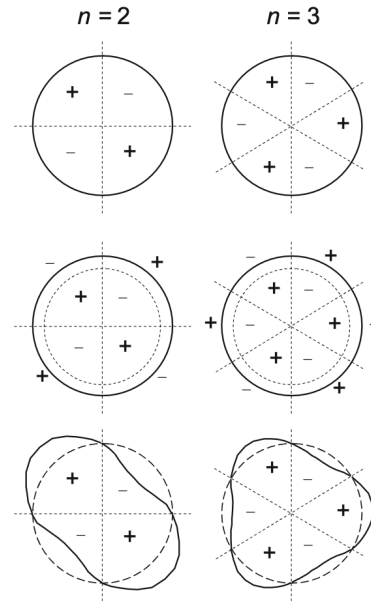 n = 2 n = 3
+ – + –
– +
– + + –
– + – +
+ – + –
+ – +
– + + –
+ – – +
+ – + –
– +
– + + –